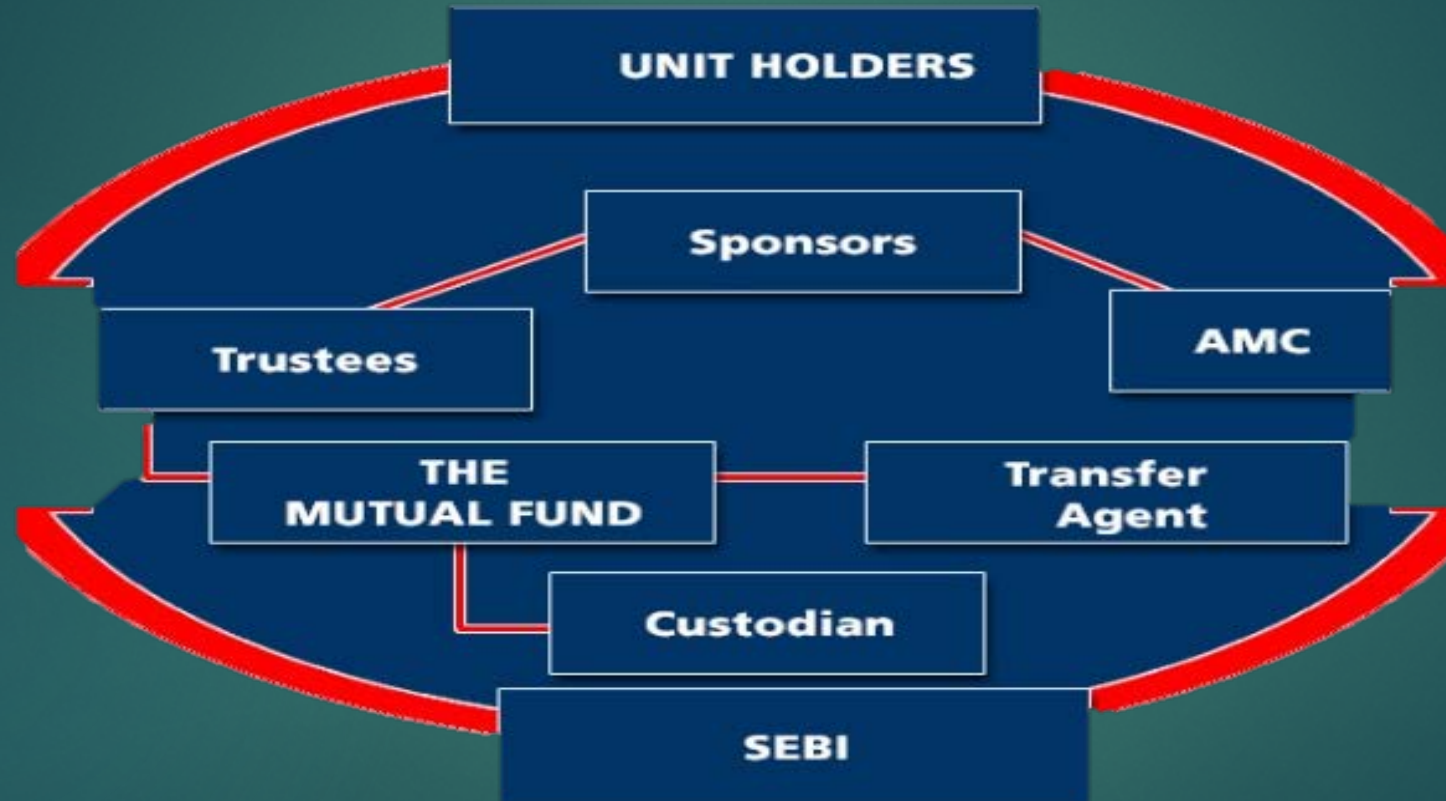 UNIT HOLDERS
Sponsors
Trustees
AMC
THE
MUTUAL FUND
Transfer
Agent
Custodian
SEBI